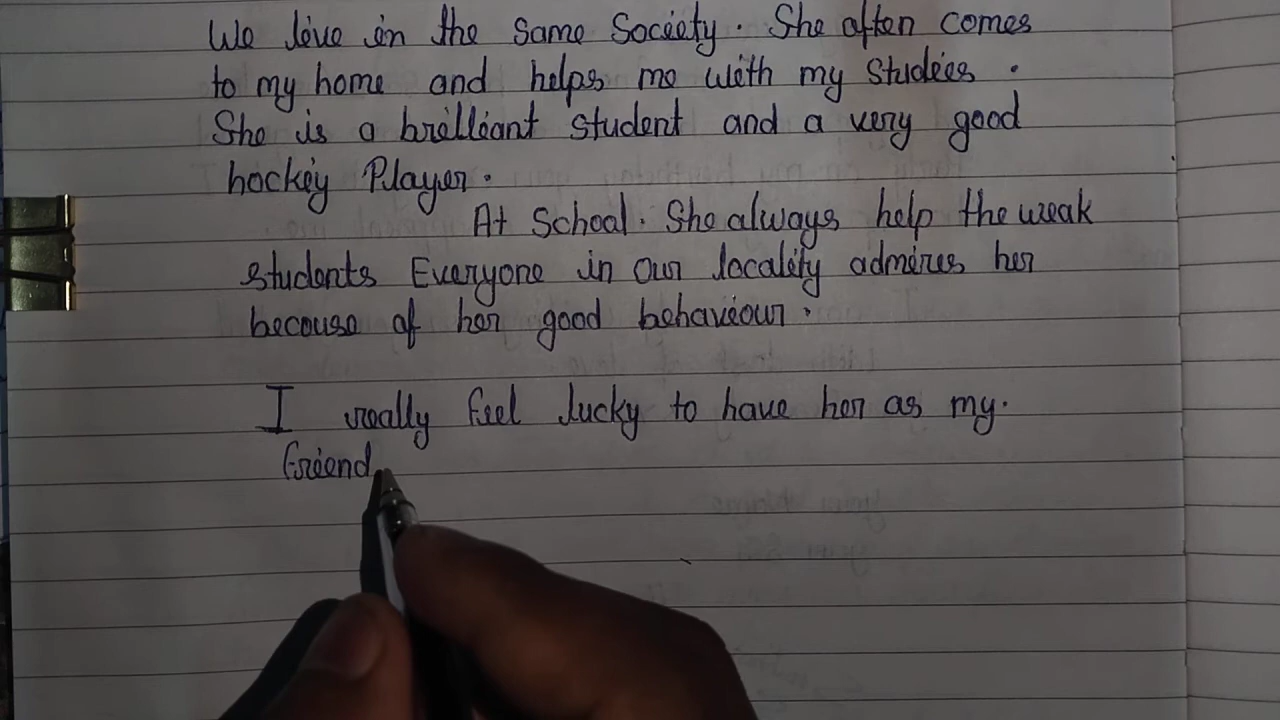 We live in the same Society. She often comes
to my home and helps me with my studies.
She is a brilliant student and a very good
hockey Player.
At School. She always help the weak
students Everyone in our locality admires her
because of her good behaviour.
I really feel lucky to have her as my.
friend